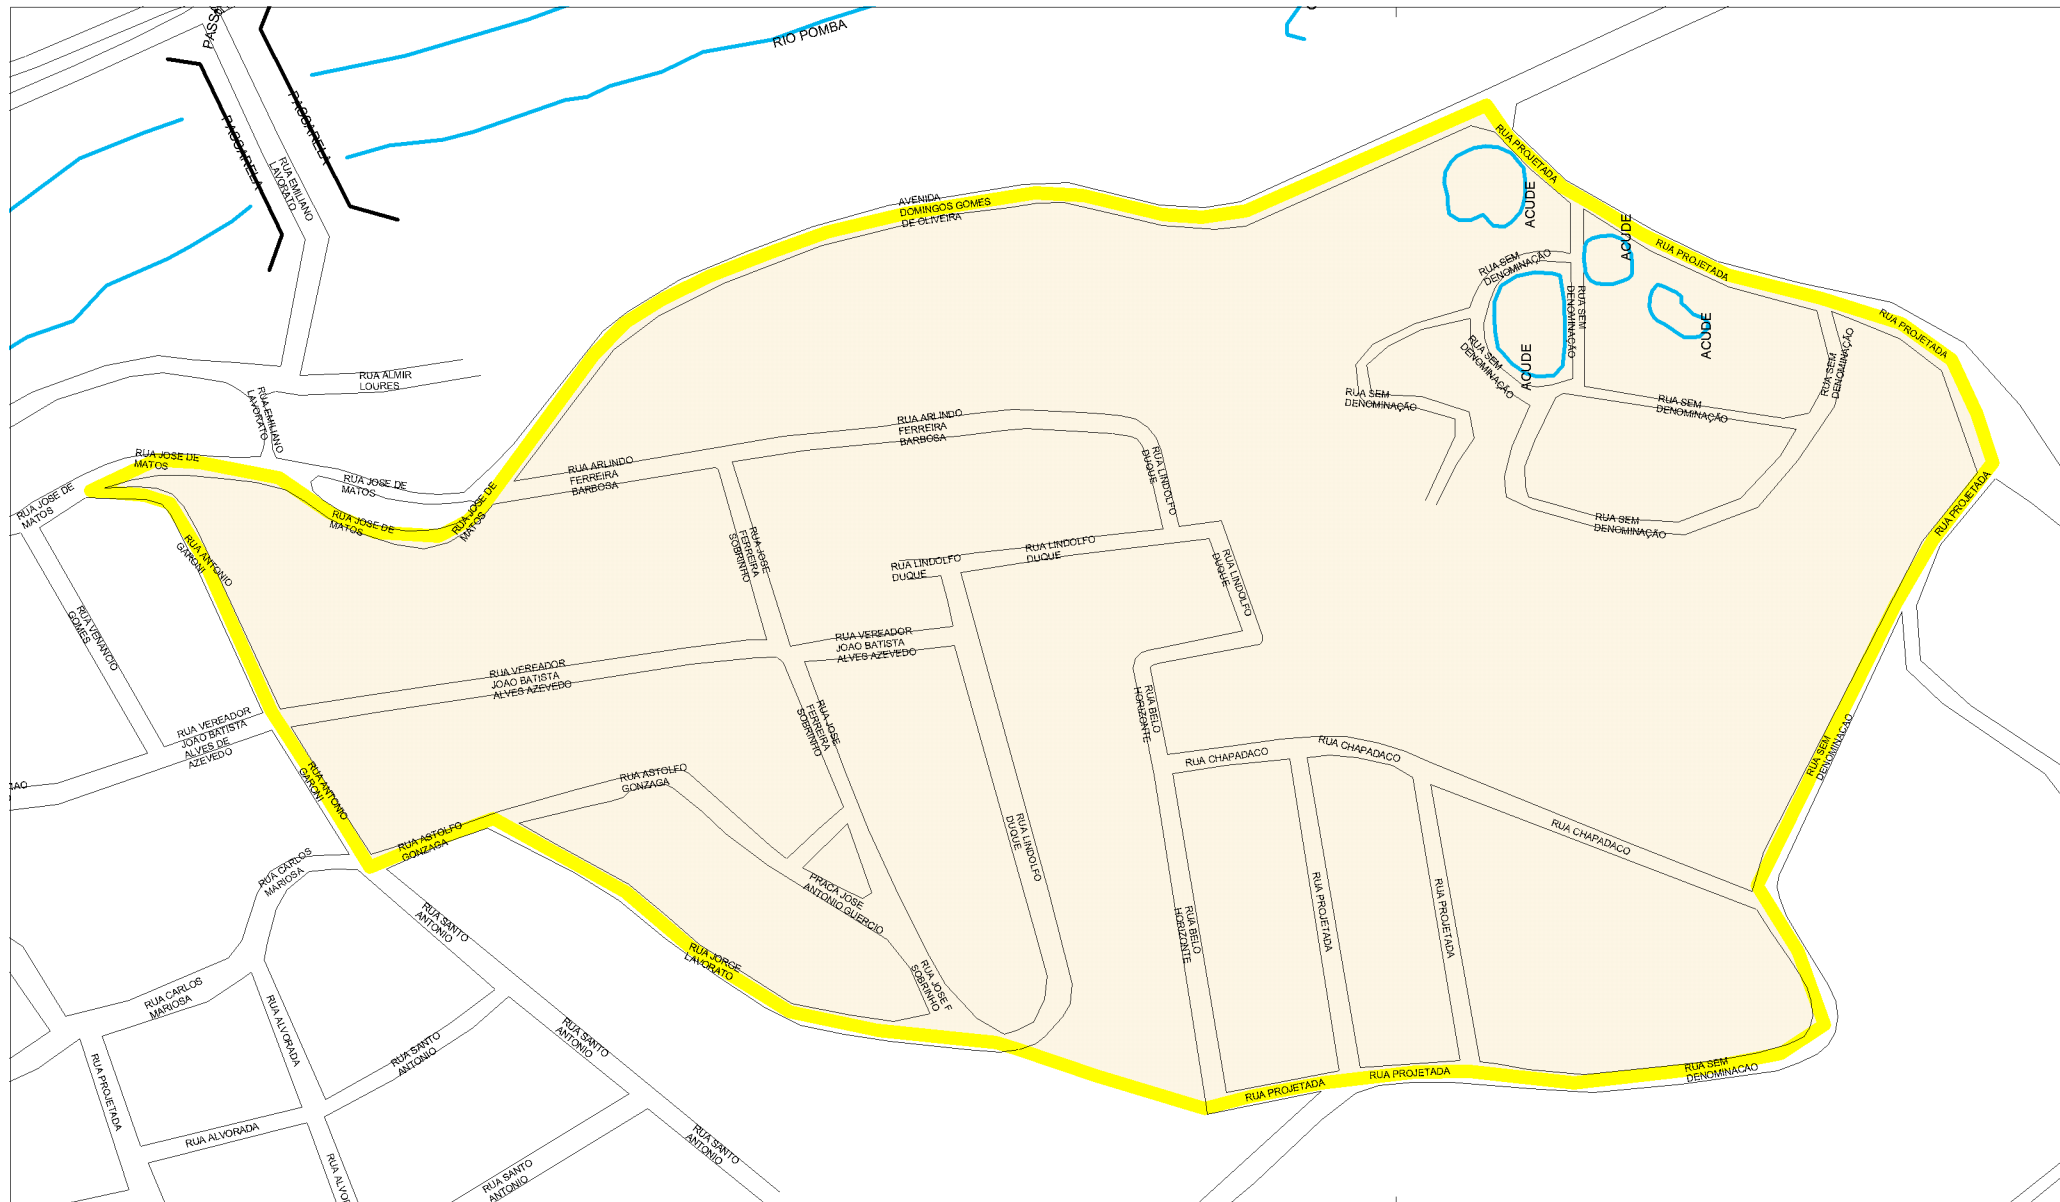 RIO POMBA
PASSARELA
PASSARELA
RUA EMILIANO
LAVORATO
RUA PROJETADA
ACUDE
AVENIDA
DOMINGOS GOMES
DE OLIVEIRA
ACUDE
RUA PROJETADA
RUA SEM
DENOMINAÇÃO
RUA SEM
DENOMINAÇÃO
ACUDE
RUA PROJETADA
RUA SEM
DENOMINAÇÃO
RUA SEM
DENOMINAÇÃO
ACUDE
RUA ALMIR
LOURES
RUA EMILIANO
LAVORATO
RUA SEM
DENOMINAÇÃO
RUA SEM
DENOMINAÇÃO
RUA ARLINDO
FERREIRA
BARBOSA
RUA JOSE DE
MATOS
RUA ARLINDO
FERREIRA
BARBOSA
RUA LINDOLFO
DUQUE
RUA JOSE DE
MATOS
RUA JOSE DE
MATOS
RUA JOSE DE
MATOS
RUA JOSE DE
MATOS
RUA SEM
DENOMINAÇÃO
RUA PROJETADA
RUA ANTONIO
GARONI
RUA JOSE
FERREIRA
SOBRINHO
RUA LINDOLFO
DUQUE
RUA LINDOLFO
DUQUE
RUA LINDOLFO
DUQUE
RUA VENANCIO
GOMES
RUA VEREADOR
JOAO BATISTA
ALVES AZEVEDO
RUA VEREADOR
JOAO BATISTA
ALVES AZEVEDO
RUA VEREADOR
JOAO BATISTA
ALVES DE
AZEVEDO
RUA JOSE
FERREIRA
SOBRINHO
RUA BELO
HORIZONTE
RUA CHAPADACO
RUA CHAPADACO
RUA SEM
DENOMINACAO
RUA ANTONIO
GARONI
RUA ASTOLFO
GONZAGA
RUA ASTOLFO
GONZAGA
RUA LINDOLFO
DUQUE
RUA CHAPADACO
RUA CARLOS
MARIOSA
PRACA JOSE
ANTONIO GUERCIO
RUA PROJETADA
RUA PROJETADA
RUA SANTO
ANTONIO
RUA BELO
HORIZONTE
RUA JORGE
LAVORATO
RUA JOSE F
SOBRINHO
RUA CARLOS
MARIOSA
RUA ALVORADA
RUA SANTO
ANTONIO
RUA SANTO
ANTONIO
RUA PROJETADA
RUA PROJETADA
RUA PROJETADA
RUA SEM
DENOMINACAO
RUA ALVORADA
RUA SANTO
ANTONIO
RUA SANTO
ANTONIO